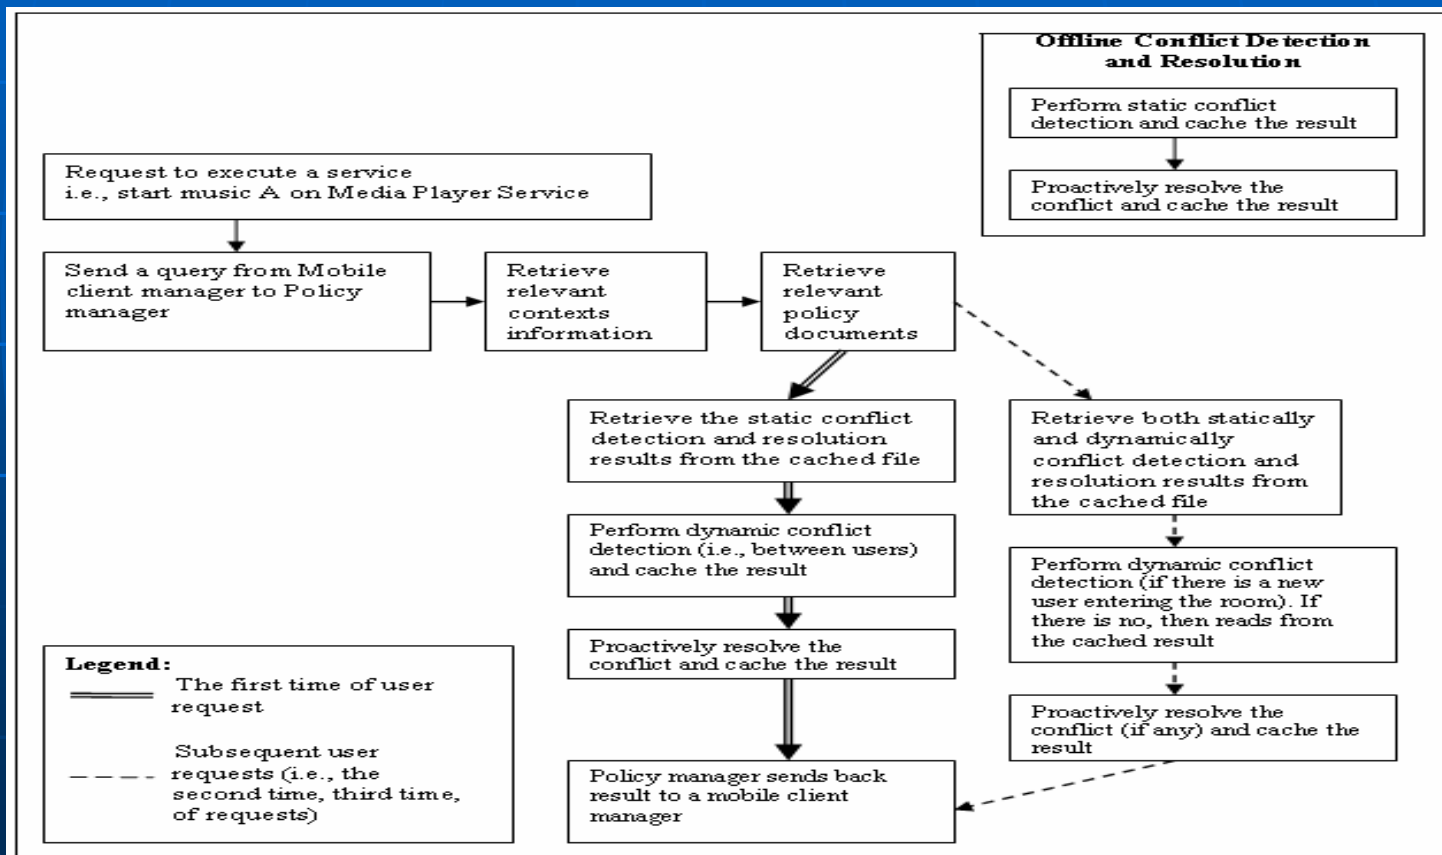 Offline Conflict Detection
and Resolution
Perform static conflict
detection and cache the result
Proactively resolve the
conflict and cache the result
Request to execute a service
i.e., start music A on Media Player Service
Send a query from Mobile
client manager to Policy
manager
Retrieve
relevant
contexts
information
Retrieve
relevant
policy
documents
Retrieve the static conflict
detection and resolution
results from the cached file
Perform dynamic conflict
detection (i.e., between users)
and cache the result
Proactively resolve the
conflict and cache the result
Policy manager sends back
result to a mobile client
manager
Retrieve both statically
and dynamically
conflict detection and
resolution results from
the cached file
Perform dynamic conflict
detection (if there is a new
user entering the room). If
there is no, then reads from
the cached result
Proactively resolve the
conflict (if any) and cache the
result
Legend:
The first time of user
request
Subsequent user
requests (i.e., the
second time, third time,
of requests)